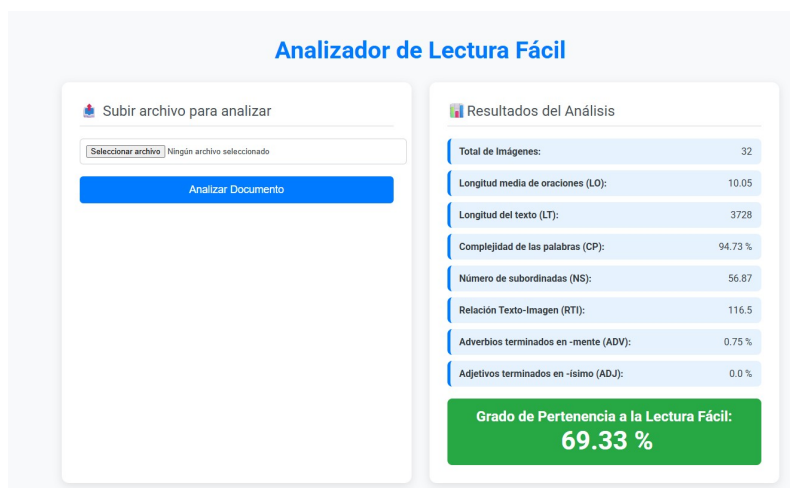 Analizador de Lectura Fácil
Subir archivo para analizar
Seleccionar archivo Ningún archivo seleccionado
Analizar Documento
Resultados del Análisis
Total de Imágenes: 32
Longitud media de oraciones (LO): 10.05
Longitud del texto (LT): 3728
Complejidad de las palabras (CP): 94.73 %
Número de subordinadas (NS): 56.87
Relación Texto-Imagen (RTI): 116.5
Adverbios terminados en -mente (ADV): 0.75 %
Adjetivos terminados en -ísimo (ADJ): 0.0 %
Grado de Pertenencia a la Lectura Fácil:
69.33 %